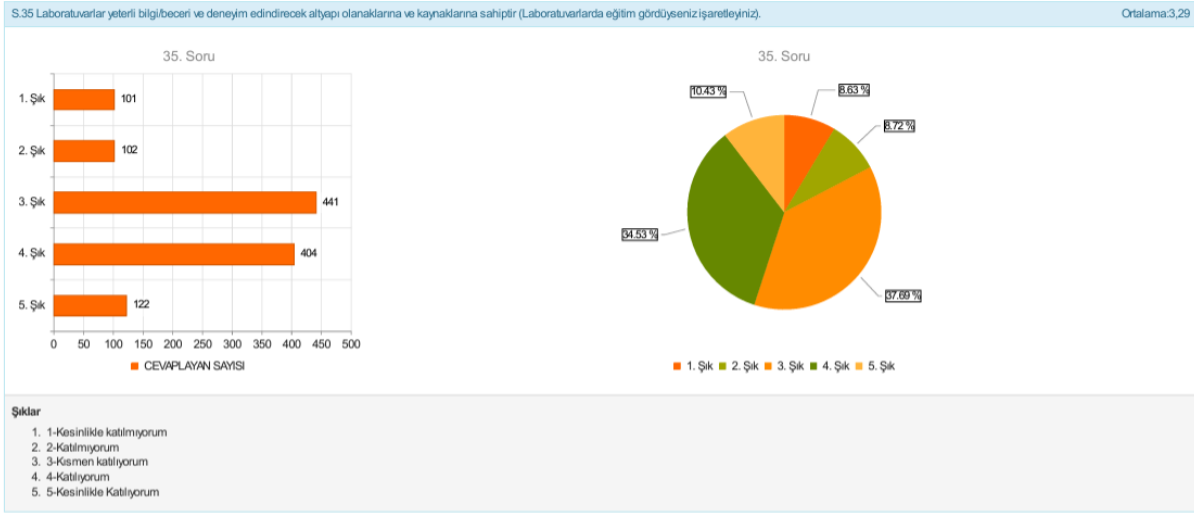 S.35 Laboratuvarlar yeterli bilgi/beceri ve deneyim edindirecek altyapı olanaklarına ve kaynaklarına sahiptir (Laboratuvarlarda eğitim gördüyseniz işaretleyiniz). Ortalama:3,29
35. Soru
1. Şık 101
2. Şık 102
3. Şık 441
4. Şık 404
5. Şık 122
0 50 100 150 200 250 300 350 400 450 500
CEVAPLAYAN SAYISI
35. Soru
10.43 % 8.63 %
8.72 %
34.53 %
37.69 %
1. Şık 2. Şık 3. Şık 4. Şık 5. Şık
Şıklar
1. 1-Kesinlikle katılmıyorum
2. 2-Katılmıyorum
3. 3-Kısmen katılıyorum
4. 4-Katılıyorum
5. 5-Kesinlikle Katılıyorum